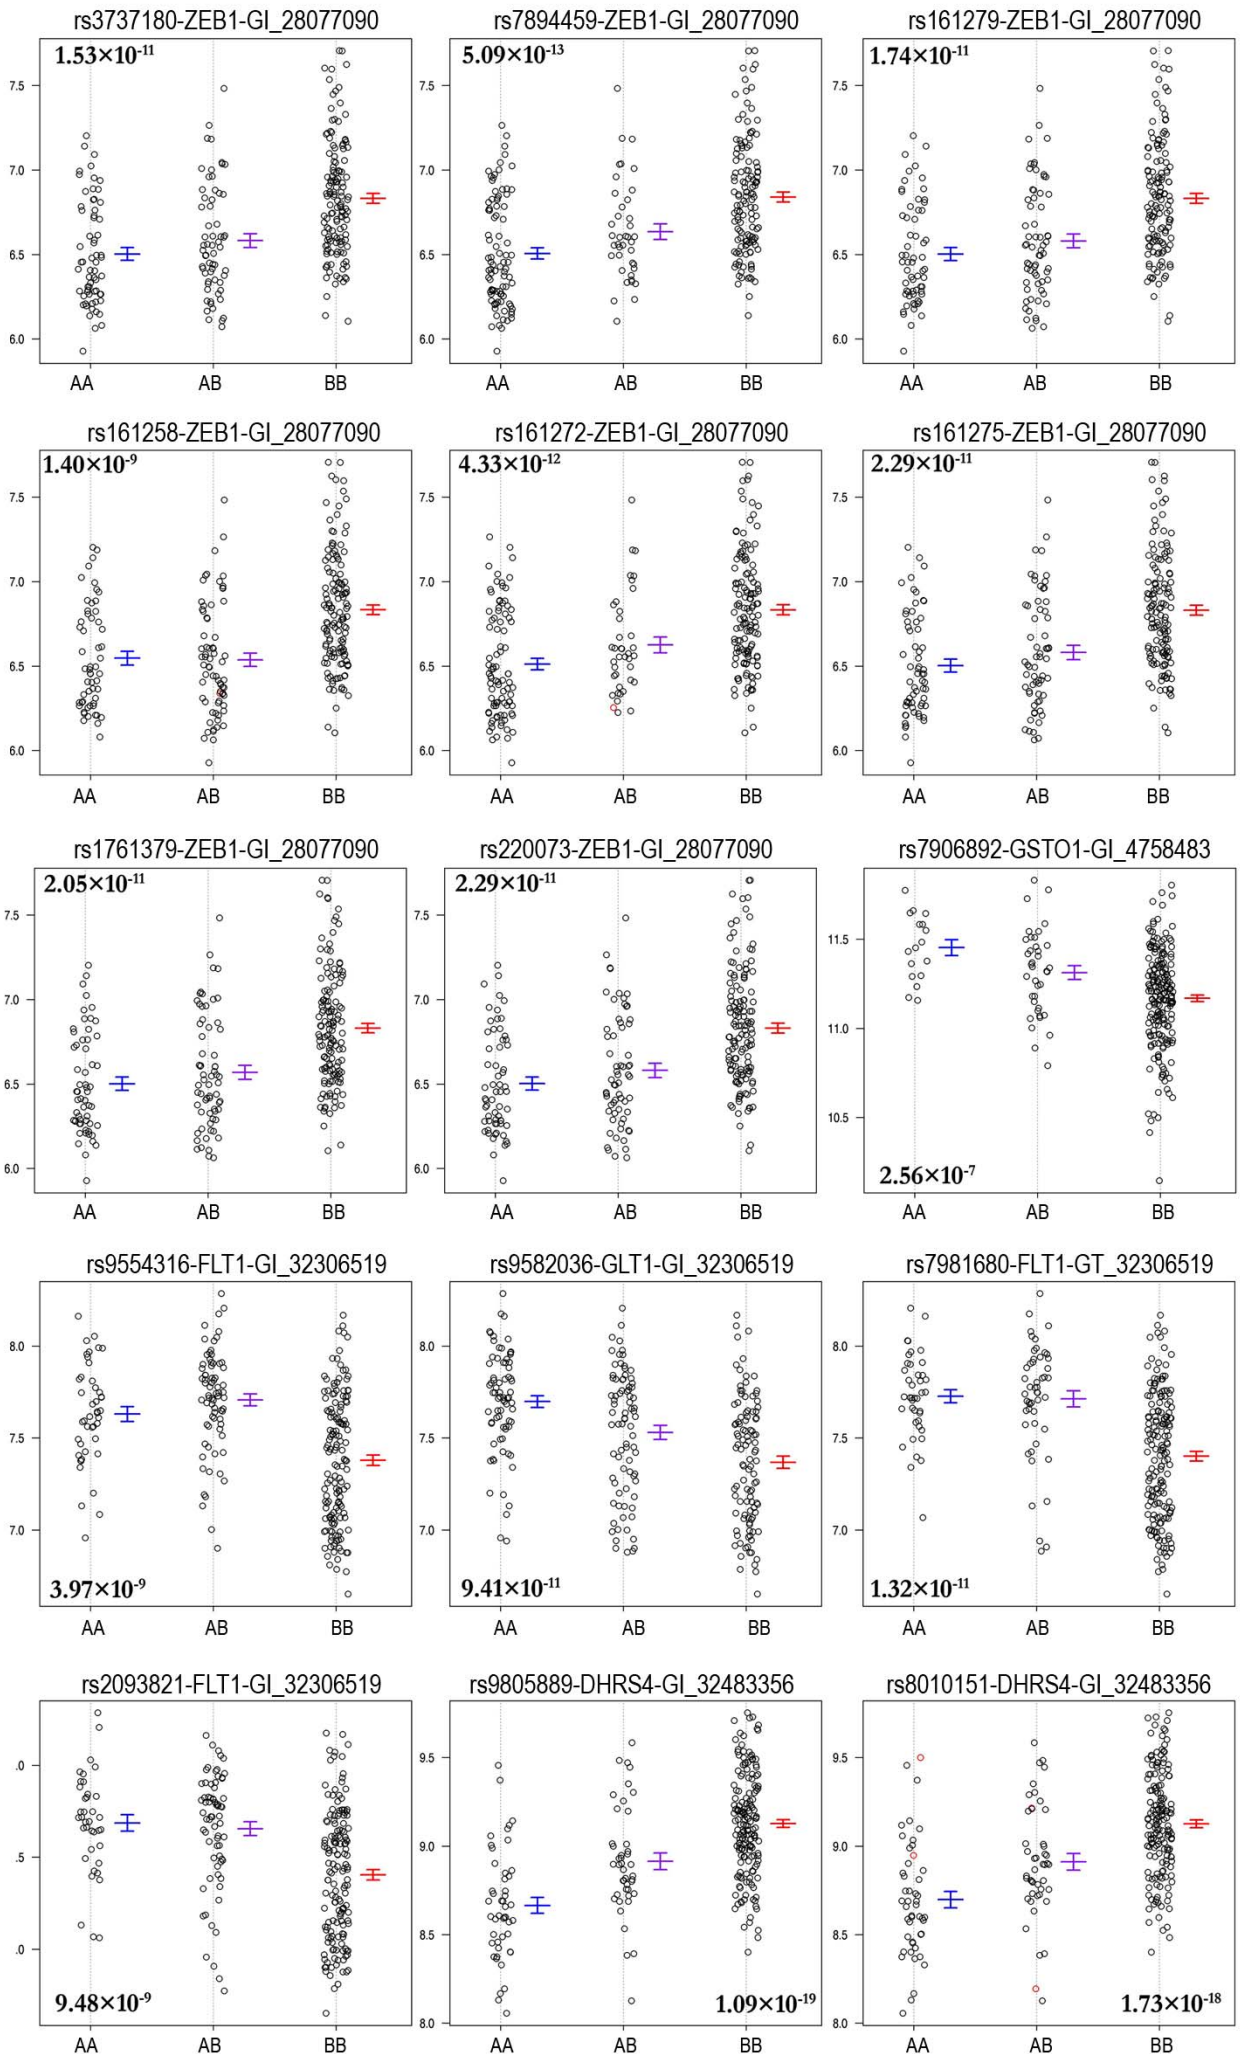 rs3737180-ZEB1-GI_28077090 rs7894459-ZEB1-GI_28077090 rs161279-ZEB1-GI_28077090
1.53×10⁻¹¹ 5.09×10⁻¹³ 1.74×10⁻¹¹
7.5 7.5 7.5
7.0 7.0 7.0
6.5 6.5 6.5
6.0 6.0 6.0
AA AB BB AA AB BB AA AB BB
rs161258-ZEB1-GI_28077090 rs161272-ZEB1-GI_28077090 rs161275-ZEB1-GI_28077090
1.40×10⁻⁹ 4.33×10⁻¹² 2.29×10⁻¹¹
7.5 7.5 7.5
7.0 7.0 7.0
6.5 6.5 6.5
6.0 6.0 6.0
AA AB BB AA AB BB AA AB BB
rs1761379-ZEB1-GI_28077090 rs220073-ZEB1-GI_28077090 rs7906892-GSTO1-GI_4758483
2.05×10⁻¹¹ 2.29×10⁻¹¹
7.5 7.5 11.5
7.0 7.0 11.0
6.5 6.5 10.5
6.0 6.0
2.56×10⁻⁷
AA AB BB AA AB BB AA AB BB
rs9554316-FLT1-GI_32306519 rs9582036-GLT1-GI_32306519 rs7981680-FLT1-GT_32306519
8.0 8.0 8.0
7.5 7.5 7.5
7.0 7.0 7.0
3.97×10⁻⁹ 9.41×10⁻¹¹ 1.32×10⁻¹¹
AA AB BB AA AB BB AA AB BB
rs2093821-FLT1-GI_32306519 rs9805889-DHRS4-GI_32483356 rs8010151-DHRS4-GI_32483356
.0 9.5 9.5
.5 9.0 9.0
.0 8.5 8.5
9.48×10⁻⁹ 1.09×10⁻¹⁹ 1.73×10⁻¹⁸
8.0 8.0
AA AB BB AA AB BB AA AB BB